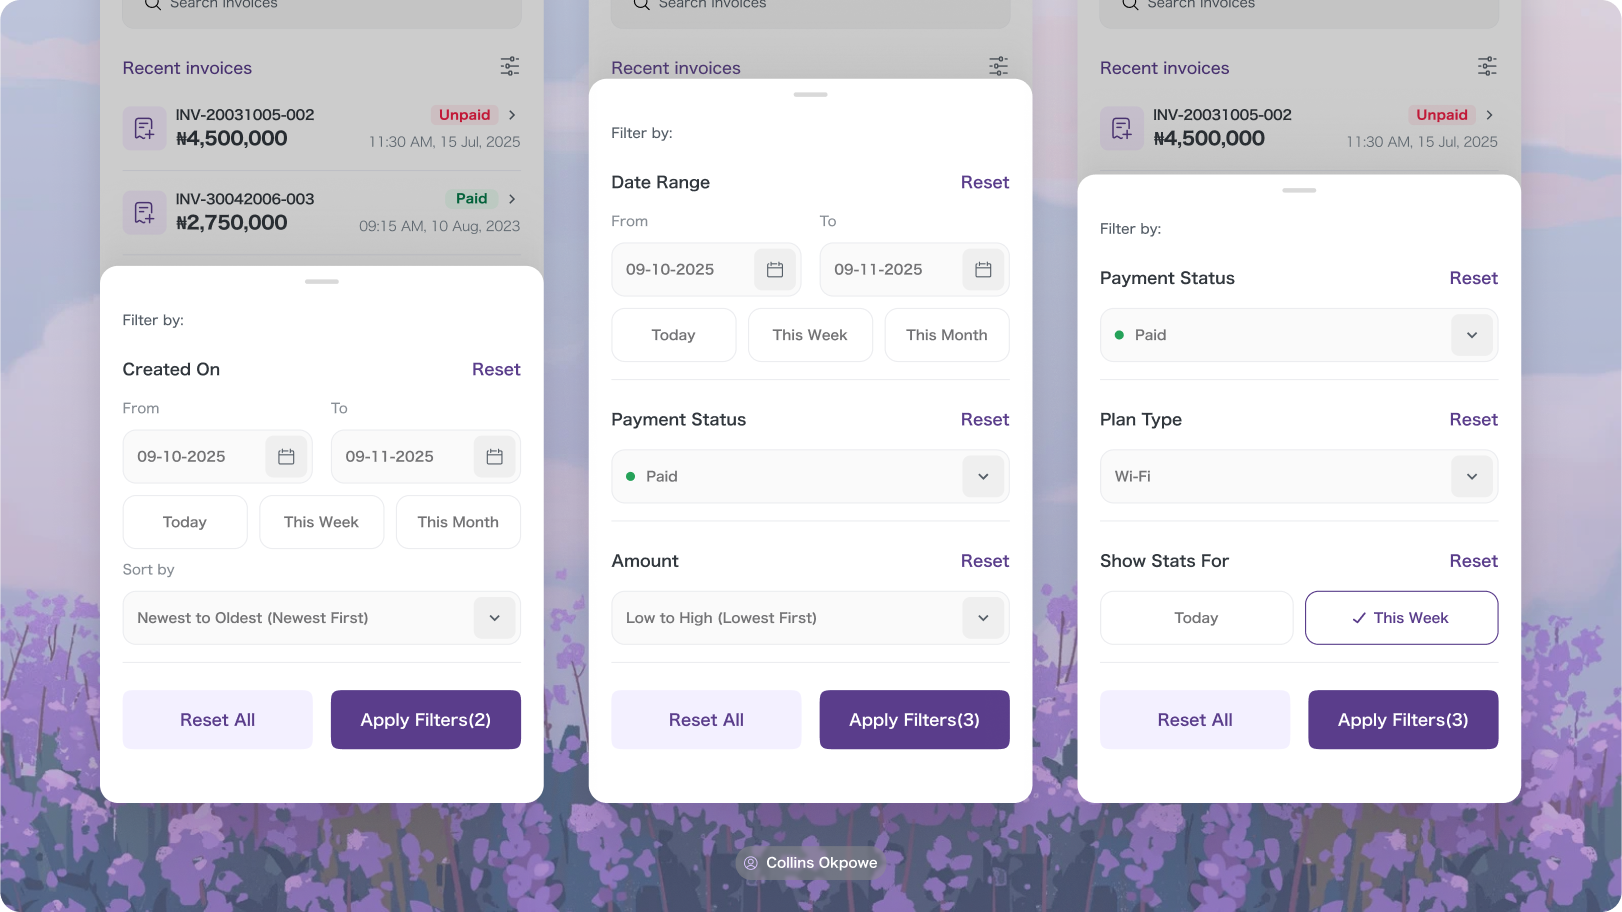 Search invoices
Recent invoices
INV-20031005-002
Unpaid
₦4,500,000
11:30 AM, 15 Jul, 2025
INV-30042006-003
Paid
₦2,750,000
09:15 AM, 10 Aug, 2023
Filter by:
Created On
Reset
From
To
09-10-2025
09-11-2025
Today
This Week
This Month
Sort by
Newest to Oldest (Newest First)
Reset All
Apply Filters(2)
Search invoices
Recent invoices
Filter by:
Date Range
Reset
From
To
09-10-2025
09-11-2025
Today
This Week
This Month
Payment Status
Reset
Paid
Amount
Reset
Low to High (Lowest First)
Reset All
Apply Filters(3)
Search invoices
Recent invoices
INV-20031005-002
Unpaid
₦4,500,000
11:30 AM, 15 Jul, 2025
Filter by:
Payment Status
Reset
Paid
Plan Type
Reset
Wi-Fi
Show Stats For
Reset
Today
This Week
Reset All
Apply Filters(3)
Collins Okpowe